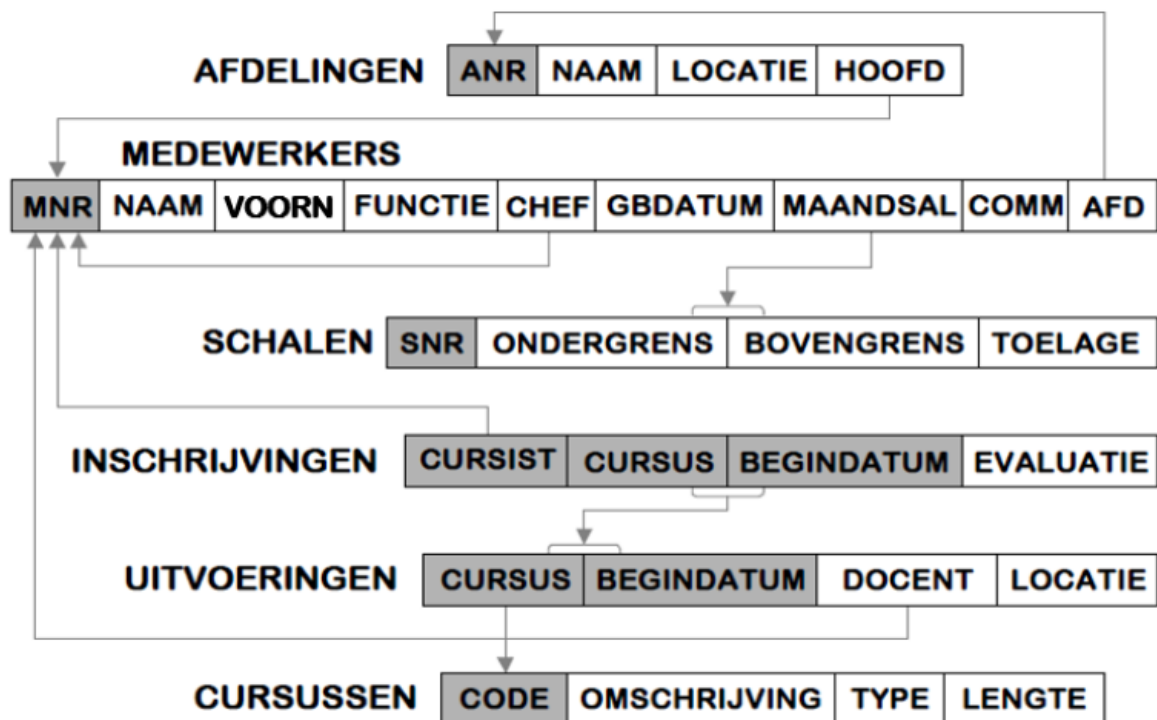 AFDELINGEN ANR NAAM LOCATIE HOOFD
MEDEWERKERS
MNR NAAM VOORN FUNCTIE CHEF GBDATUM MAANDSAL COMM AFD
SCHALEN SNR ONDERGRENS BOVENGRENS TOELAGE
INSCHRIJVINGEN CURSIST CURSUS BEGINDATUM EVALUATIE
UITVOERINGEN CURSUS BEGINDATUM DOCENT LOCATIE
CURSUSSEN CODE OMSCHRIJVING TYPE LENGTE